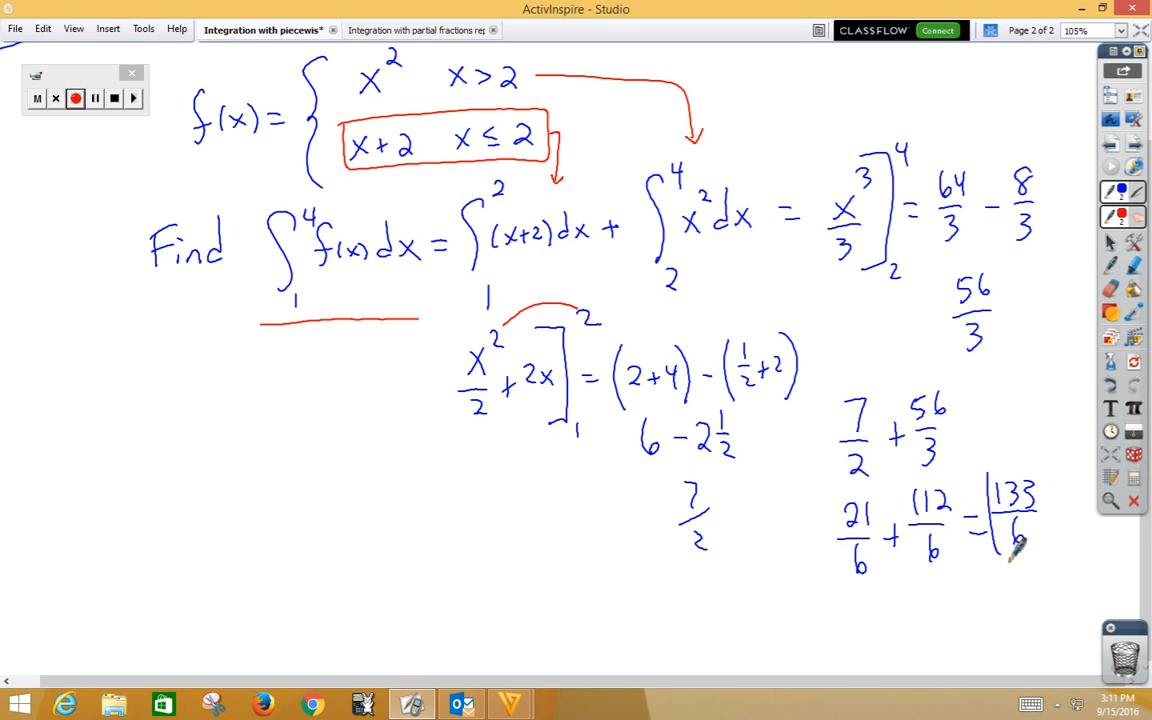 ActivInspire - Studio
File Edit View Insert Tools Help Integration with piecewis* Integration with partial fractions rep CLASSFLOW Connect Page 2 of 2 105%
M
f(x) = { x² x > 2
x + 2 x ≤ 2
Find ∫₁⁴ f(x) dx = ∫₁² (x+2) dx + ∫₂⁴ x² dx = x³/3 ]₂⁴ = 64/3 - 8/3
56/3
x²/2 + 2x ]₁² = (2+4) - (1/2 + 2)
6 - 2 1/2
7/2
7/2 + 56/3
21/6 + 112/6 = 133/6
3:11 PM
9/15/2016